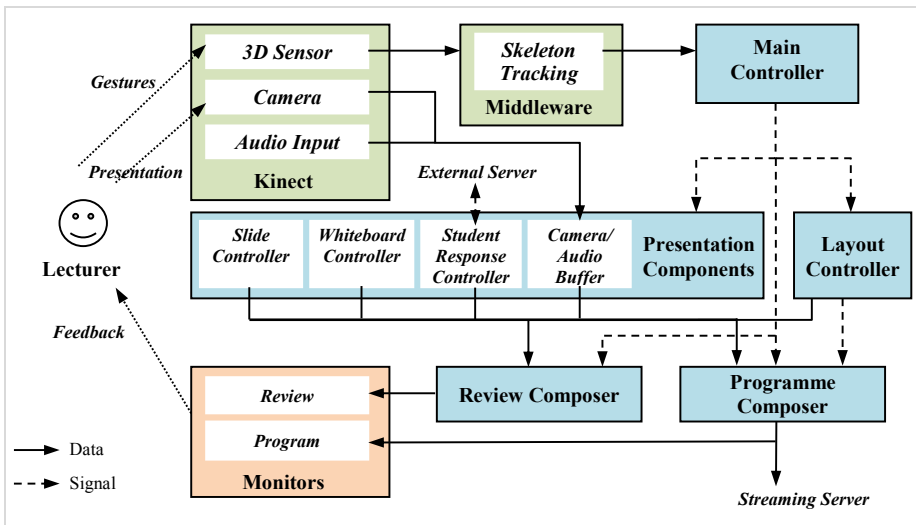 3D Sensor
Camera
Audio Input
Kinect
Skeleton
Tracking
Middleware
Main
Controller
Gestures
Presentation
Lecturer
Feedback
External Server
Slide
Controller
Whiteboard
Controller
Student
Response
Controller
Camera/
Audio
Buffer
Presentation
Components
Layout
Controller
Review
Program
Monitors
Review Composer
Programme
Composer
Data
Signal
Streaming Server